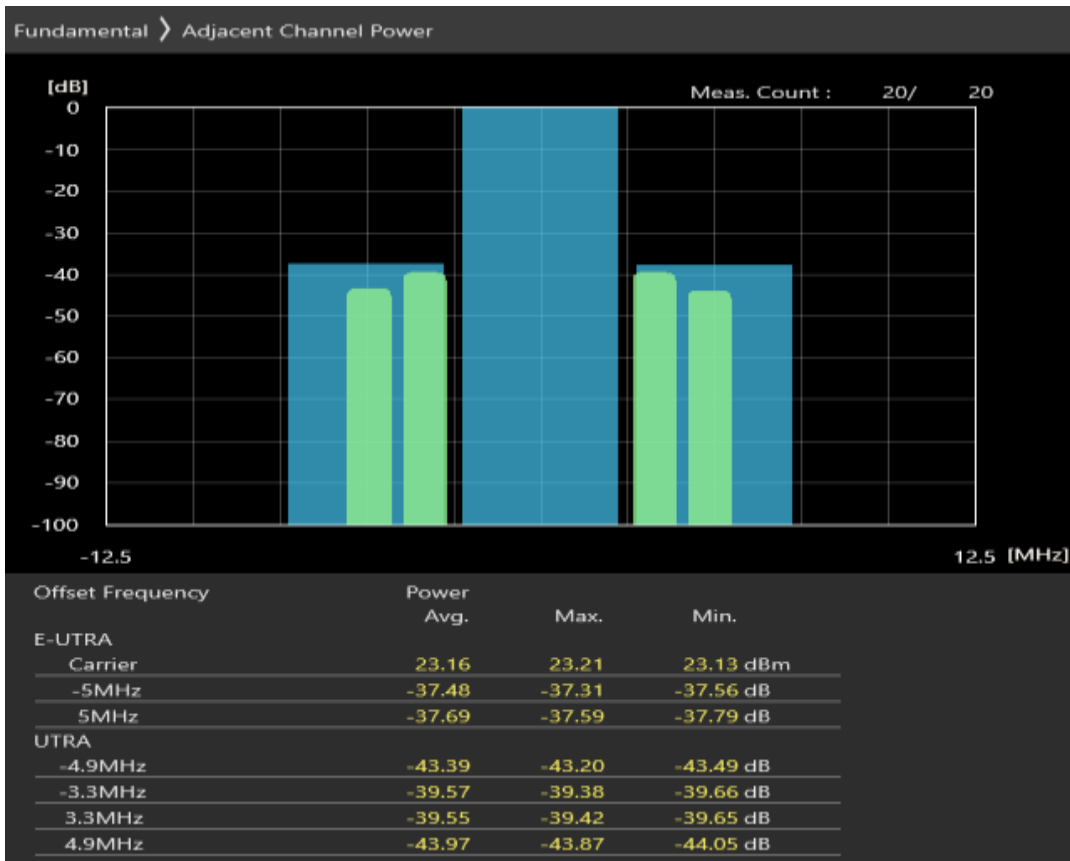 Fundamental 〉 Adjacent Channel Power
[dB]
Meas. Count : 20/ 20
0
-10
-20
-30
-40
-50
-60
-70
-80
-90
-100
-12.5 12.5 [MHz]
Offset Frequency Power
Avg. Max. Min.
E-UTRA
Carrier 23.16 23.21 23.13 dBm
-5MHz -37.48 -37.31 -37.56 dB
5MHz -37.69 -37.59 -37.79 dB
UTRA
-4.9MHz -43.39 -43.20 -43.49 dB
-3.3MHz -39.57 -39.38 -39.66 dB
3.3MHz -39.55 -39.42 -39.65 dB
4.9MHz -43.97 -43.87 -44.05 dB